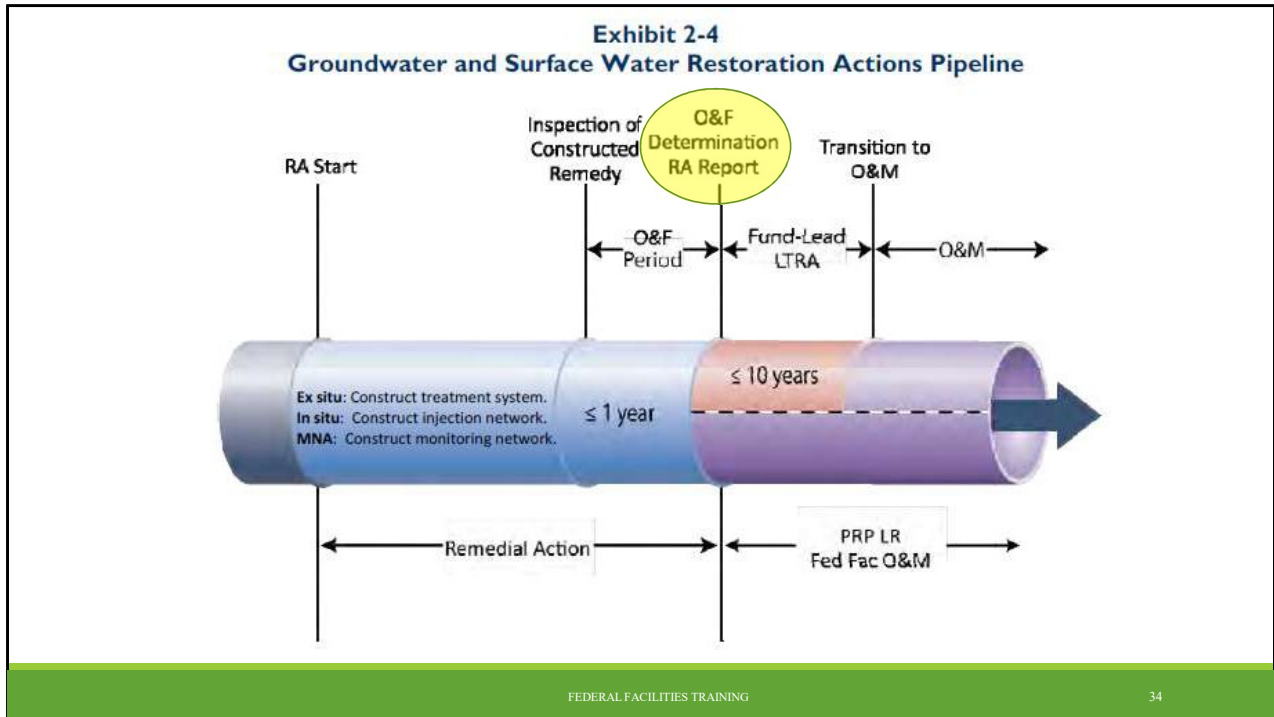 Exhibit 2-4
Groundwater and Surface Water Restoration Actions Pipeline
RA Start
Inspection of
Constructed
Remedy
O&F
Determination
RA Report
Transition to
O&M
O&F
Period
Fund-Lead
LTRA
O&M
Ex situ: Construct treatment system.
In situ: Construct injection network.
MNA: Construct monitoring network.
≤ 1 year
≤ 10 years
Remedial Action
PRP LR
Fed Fac O&M
FEDERAL FACILITIES TRAINING
34